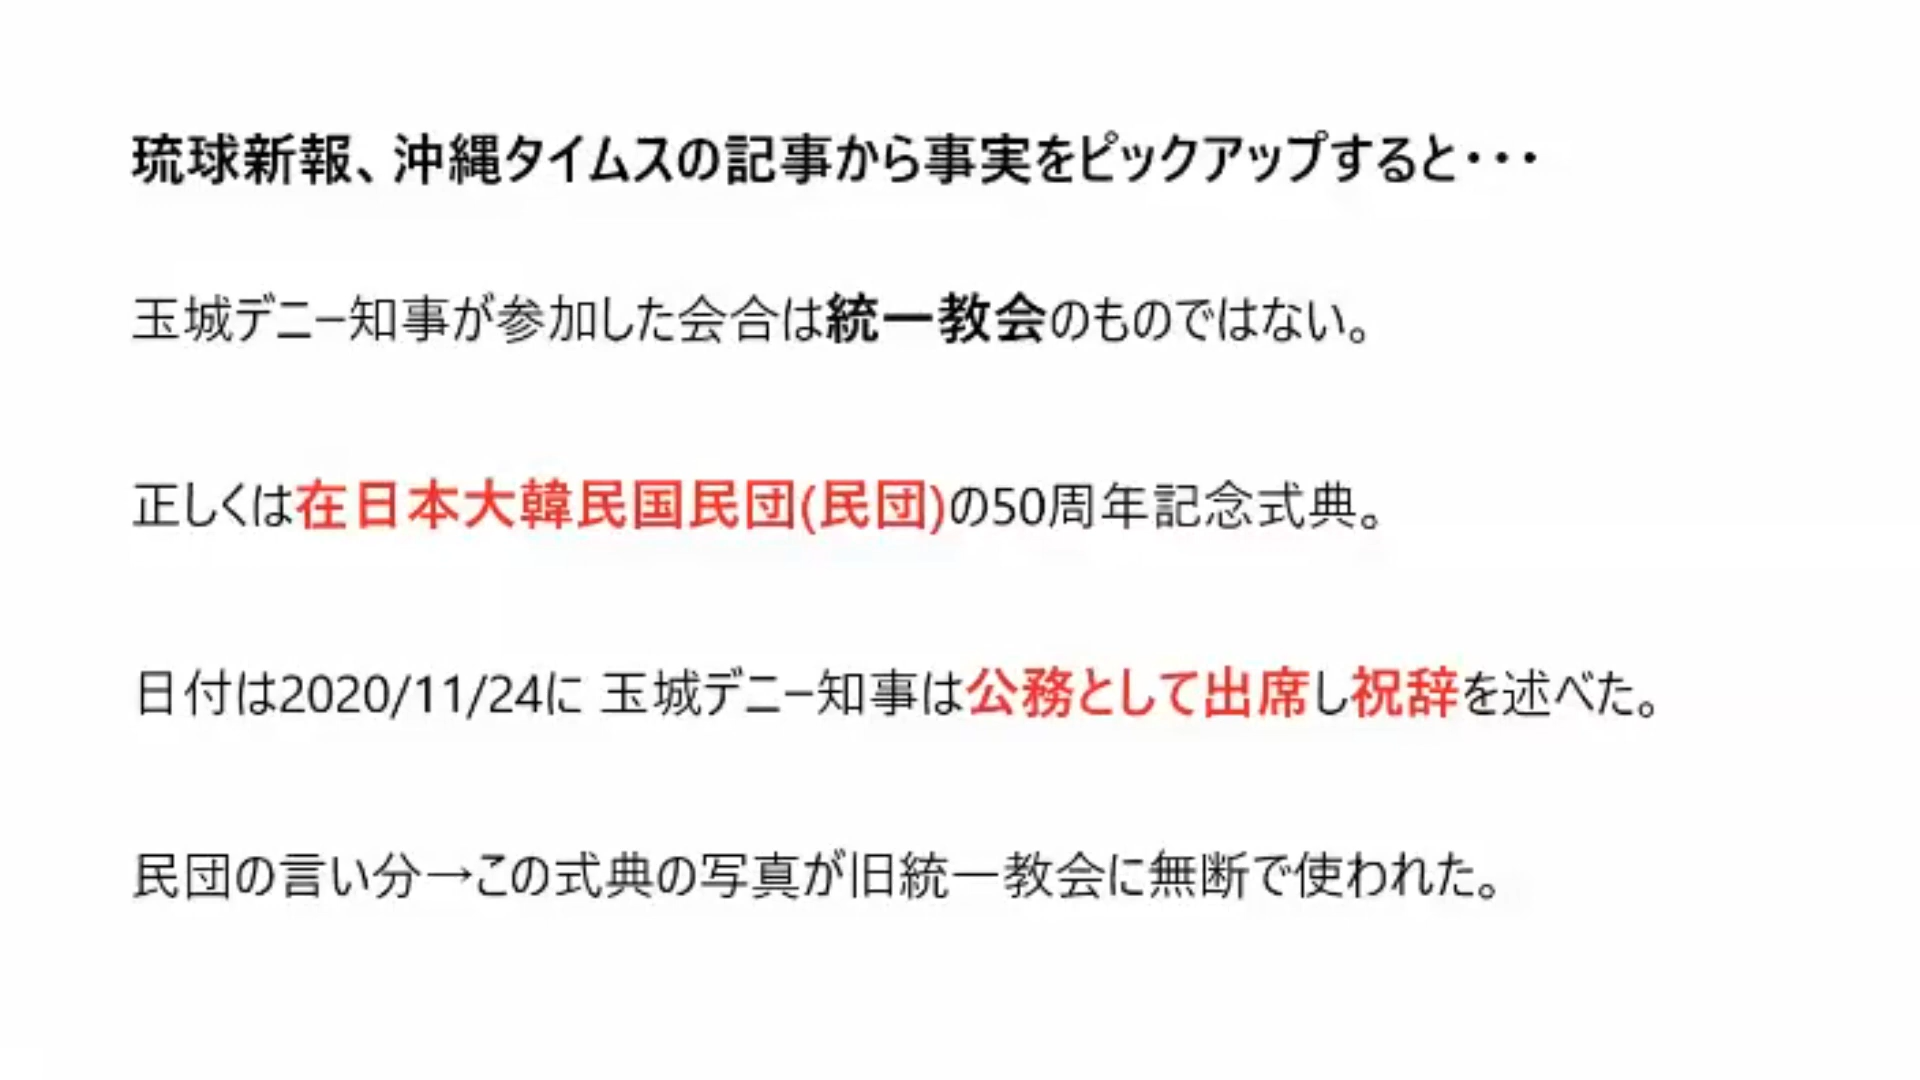 琉球新報、沖縄タイムスの記事から事実をピックアップすると・・・
玉城デニー知事が参加した会合は統一教会のものではない。
正しくは在日本大韓民国民団(民団)の50周年記念式典。
日付は2020/11/24に 玉城デニー知事は公務として出席し祝辞を述べた。
民団の言い分→この式典の写真が旧統一教会に無断で使われた。